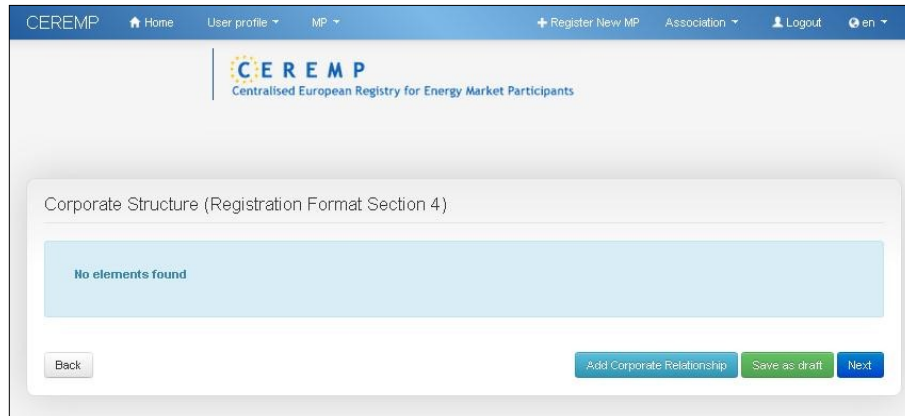 CEREMP Home User profile MP Register New MP Association Logout en
CEREMP
Centralised European Registry for Energy Market Participants
Corporate Structure (Registration Format Section 4)
No elements found
Back Add Corporate Relationship Save as draft Next